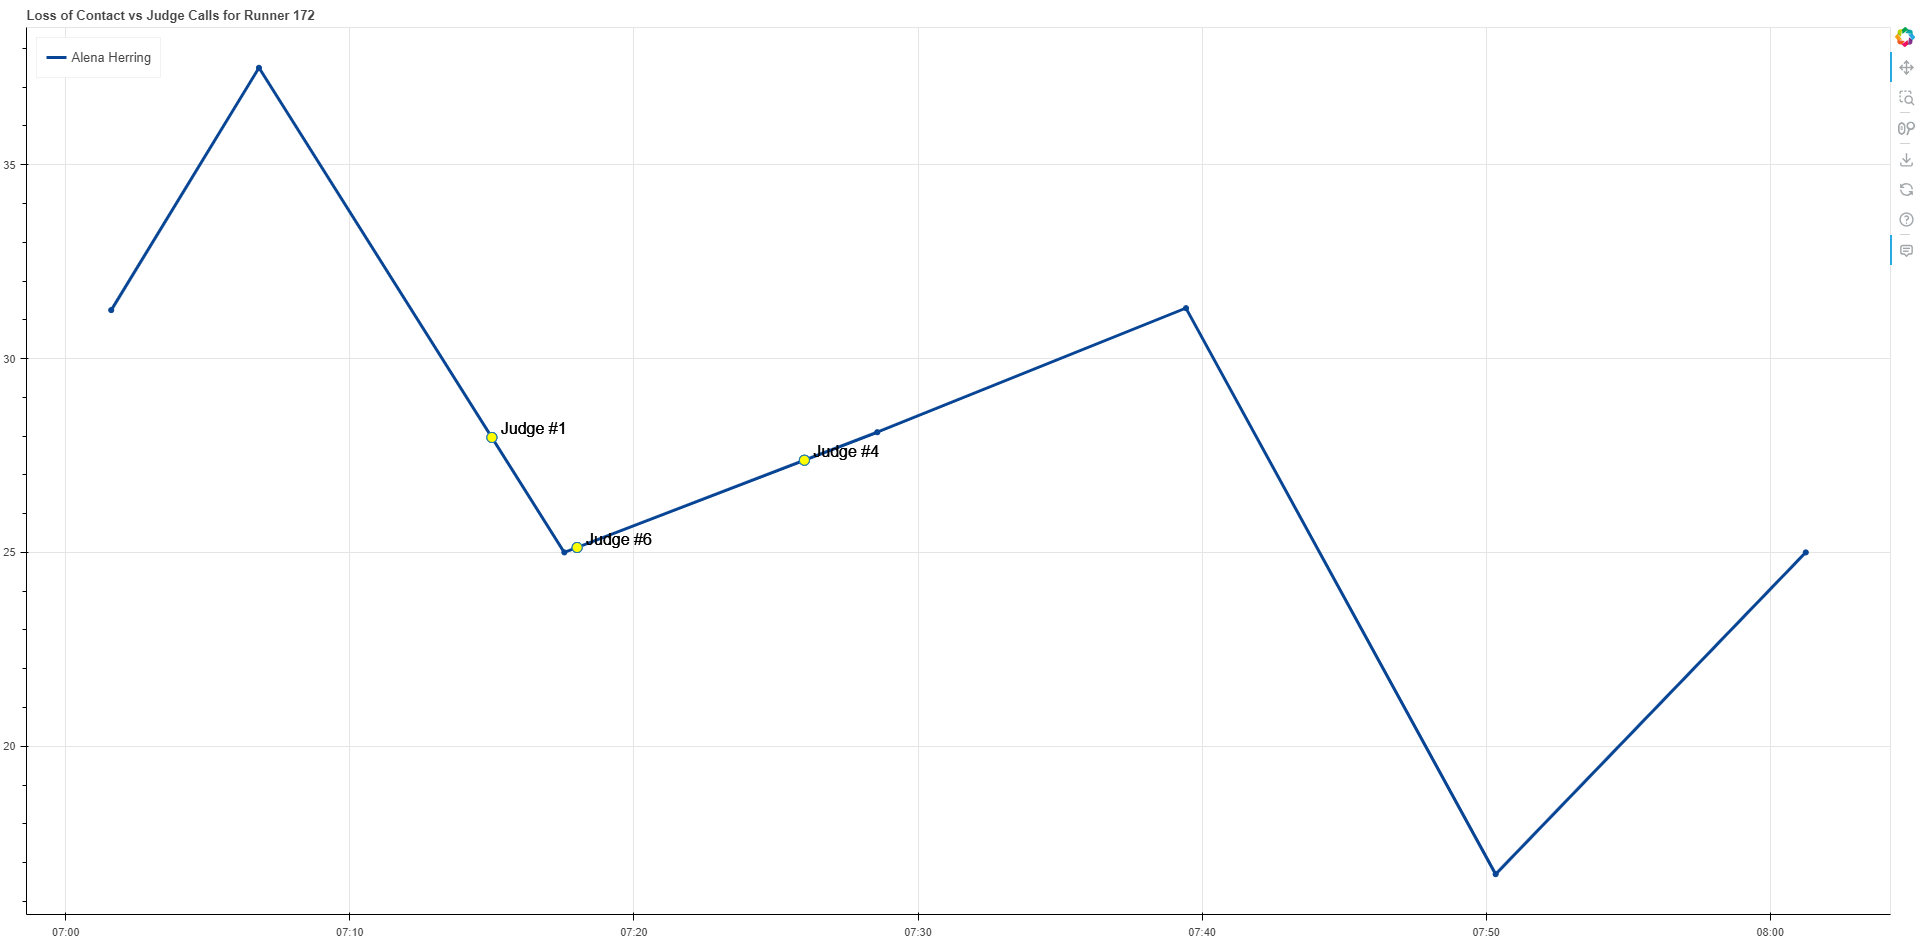 Loss of Contact vs Judge Calls for Runner 172
Alena Herring
35
Judge #1
Judge #4
30
Judge #6
25
20
07:00 07:10 07:20 07:30 07:40 07:50 08:00